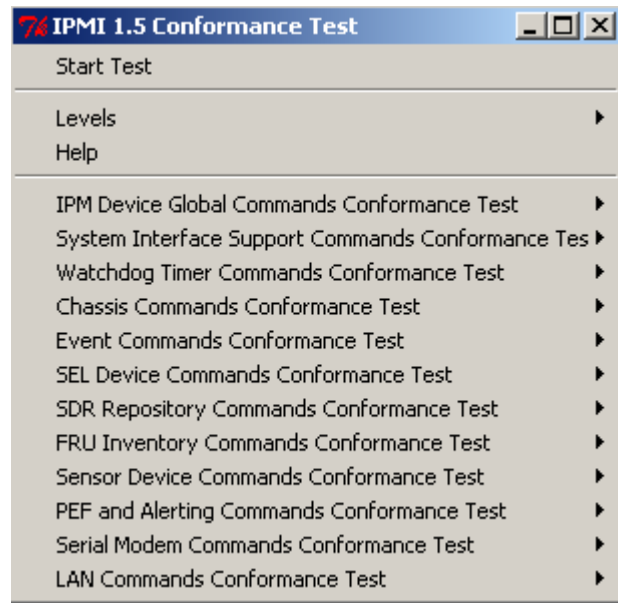 IPMI 1.5 Conformance Test
Start Test
Levels
Help
IPM Device Global Commands Conformance Test
System Interface Support Commands Conformance Tes
Watchdog Timer Commands Conformance Test
Chassis Commands Conformance Test
Event Commands Conformance Test
SEL Device Commands Conformance Test
SDR Repository Commands Conformance Test
FRU Inventory Commands Conformance Test
Sensor Device Commands Conformance Test
PEF and Alerting Commands Conformance Test
Serial Modem Commands Conformance Test
LAN Commands Conformance Test